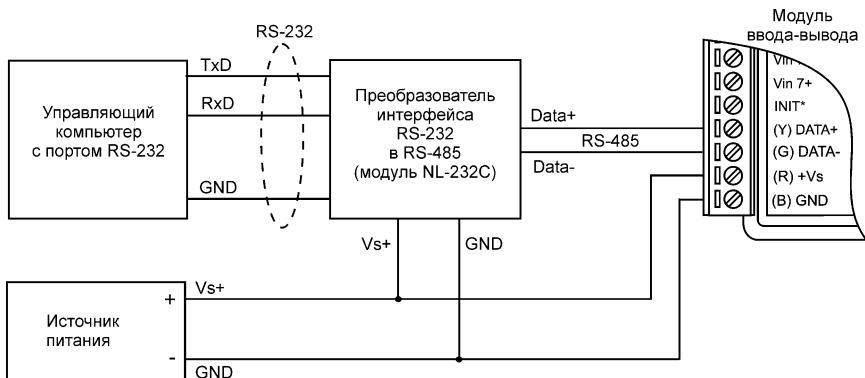 Модуль
ввода-вывода
RS-232
TxD
RxD
GND
Управляющий
компьютер
с портом RS-232
Преобразователь
интерфейса
RS-232
в RS-485
(модуль NL-232C)
Data+
RS-485
Data-
Vin 7+
INIT*
(Y) DATA+
(G) DATA-
(R) +Vs
(B) GND
Vs+
GND
Источник
питания
+
Vs+
-
GND